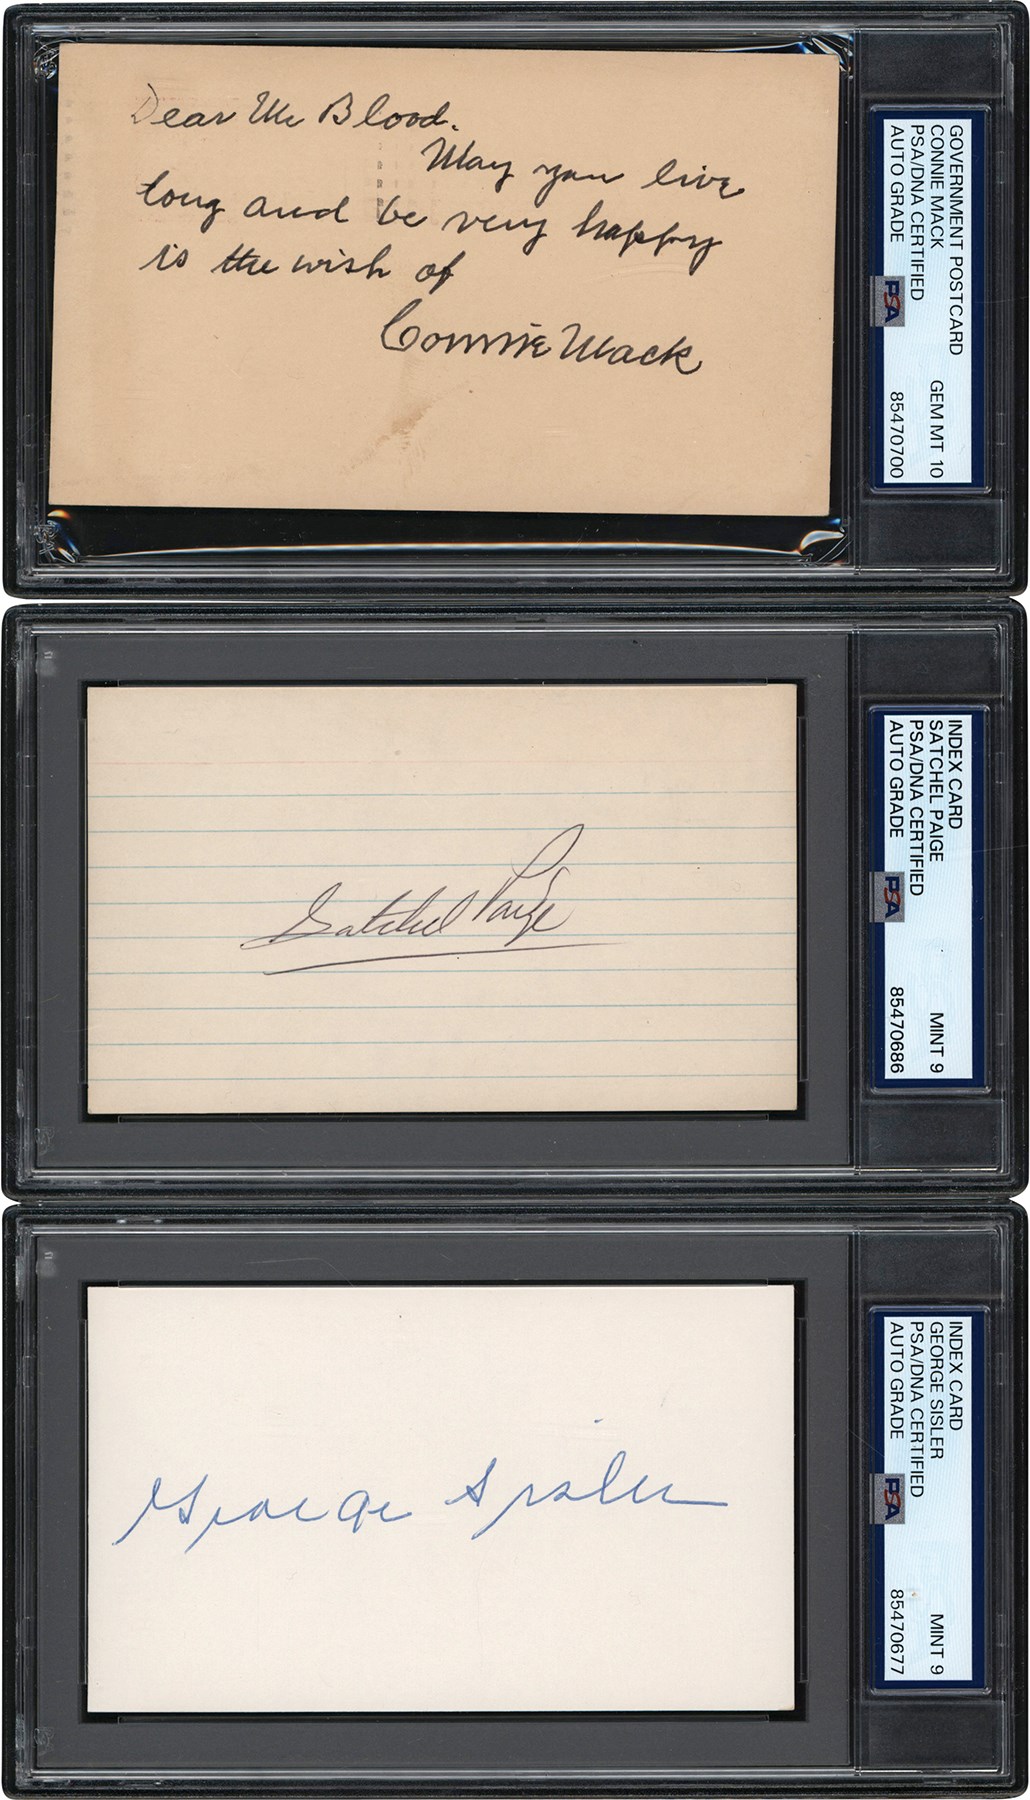 Dear Mr Blood.
May you live
long and be very happy
is the wish of
Connie Mack
GOVERNMENT POSTCARD
CONNIE MACK GEM MT 10
PSA/DNA CERTIFIED
AUTO GRADE PSA 85470700
Satchel Paige
INDEX CARD
SATCHEL PAIGE MINT 9
PSA/DNA CERTIFIED
AUTO GRADE PSA 85470686
George Sisler
INDEX CARD
GEORGE SISLER MINT 9
PSA/DNA CERTIFIED
AUTO GRADE PSA 85470677